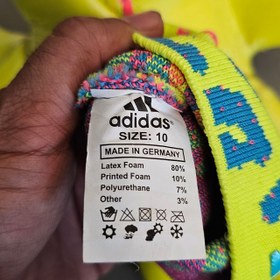 adidas
SIZE: 10
MADE IN GERMANY
Latex Foam 80%
Printed Foam 10%
Polyurethane 7%
Other 3%